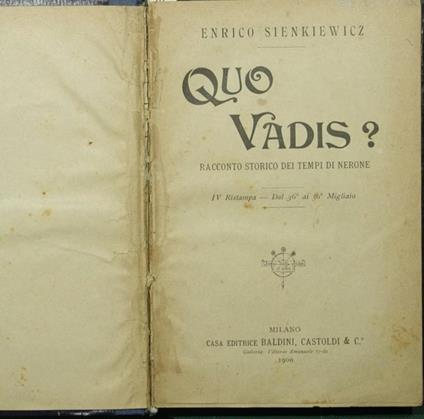 ENRICO SIENKIEWICZ
QUO
VADIS?
RACCONTO STORICO DEI TEMPI DI NERONE
IV Ristampa — Dal 36° al Migliaio
MILANO
CASA EDITRICE BALDINI, CASTOLDI & C.°
Galleria Vittorio Emanuele
1900